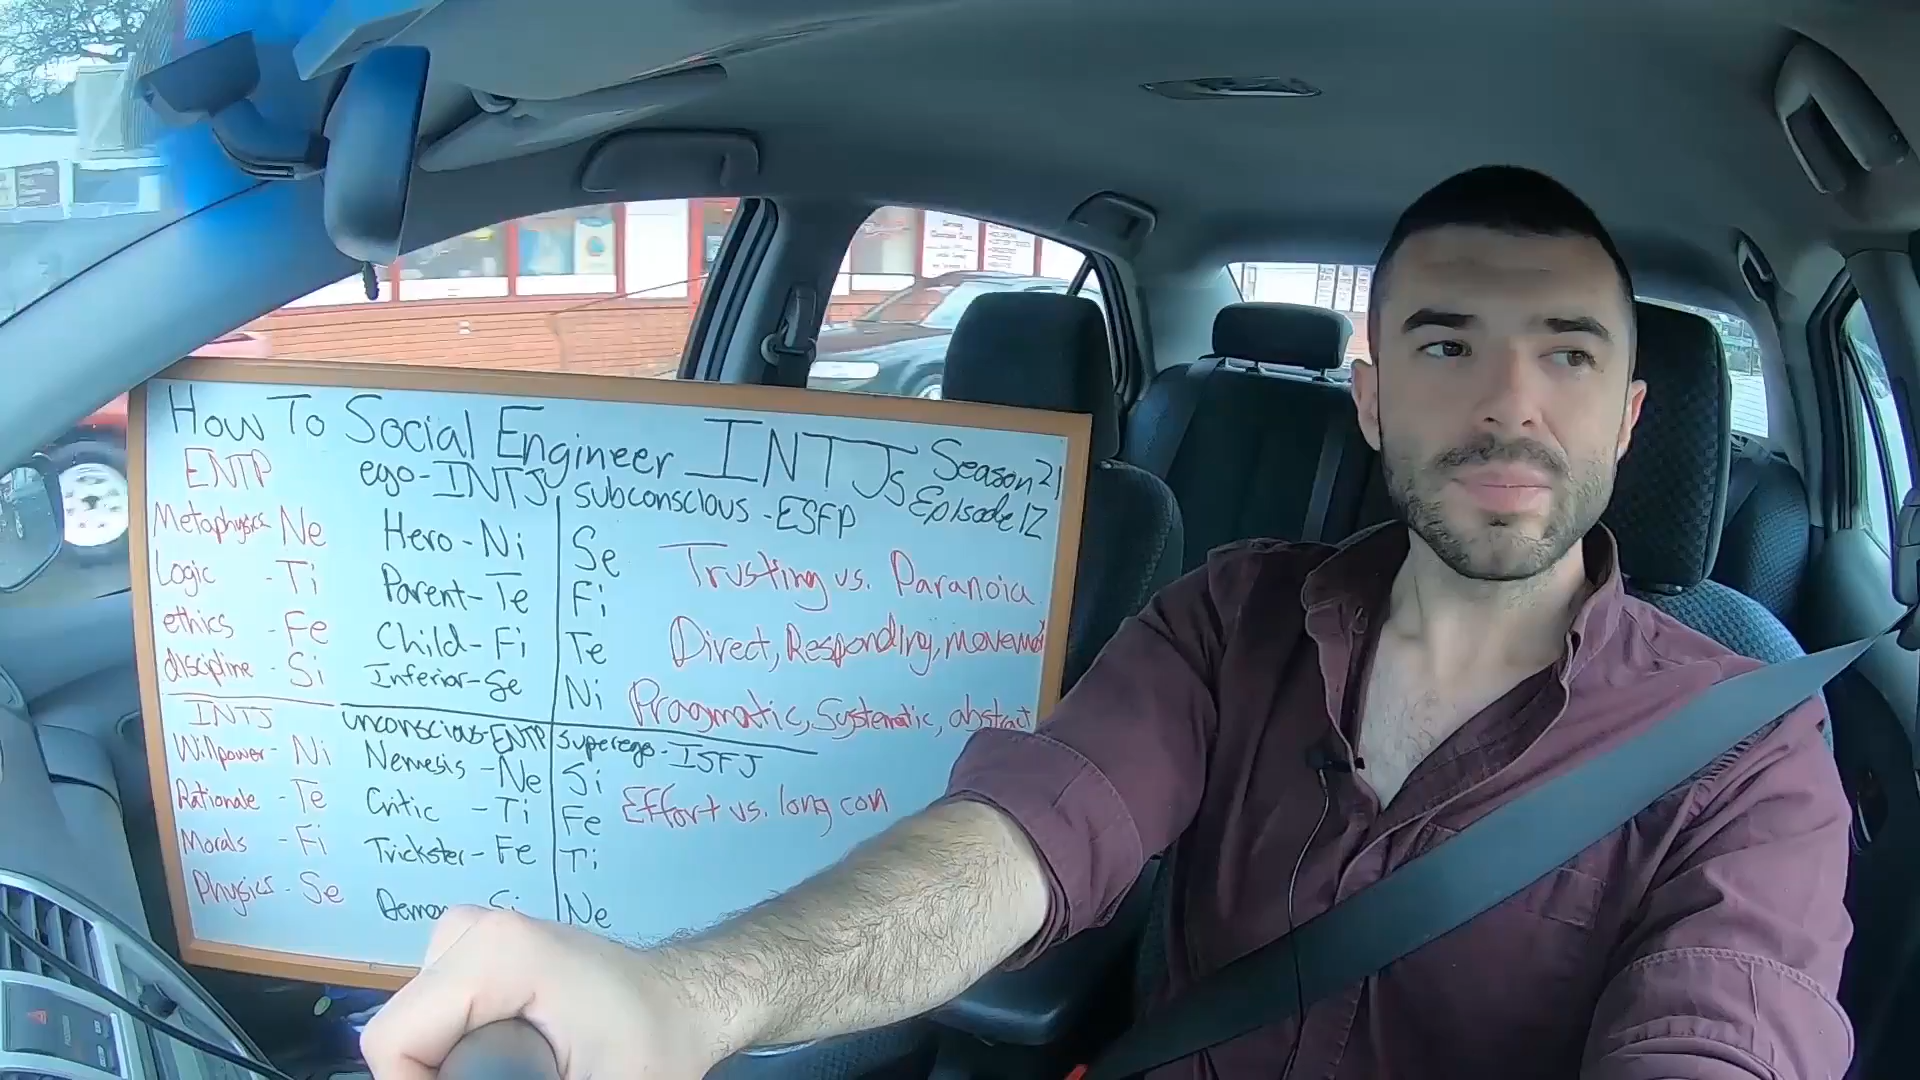 How To Social Engineer INTJs Season 21
Episode 12
ENTP
Metaphysics Ne
Logic - Ti
ethics - Fe
discipline - Si
INTJ
Willpower - Ni
Rationale - Te
Morals - Fi
Physics - Se
ego-INTJ
Hero - Ni
Parent - Te
Child - Fi
Inferior - Se
subconscious - ESFP
Se
Fi
Te
Ni
unconscious-ENTP
Nemesis - Ne
Critic - Ti
Trickster - Fe
Demon Si
superego - ISFJ
Si
Fe
Ti
Ne
Trusting vs. Paranoia
Direct, Responding, movement
Pragmatic, Systematic, abstract
Effort vs. long con